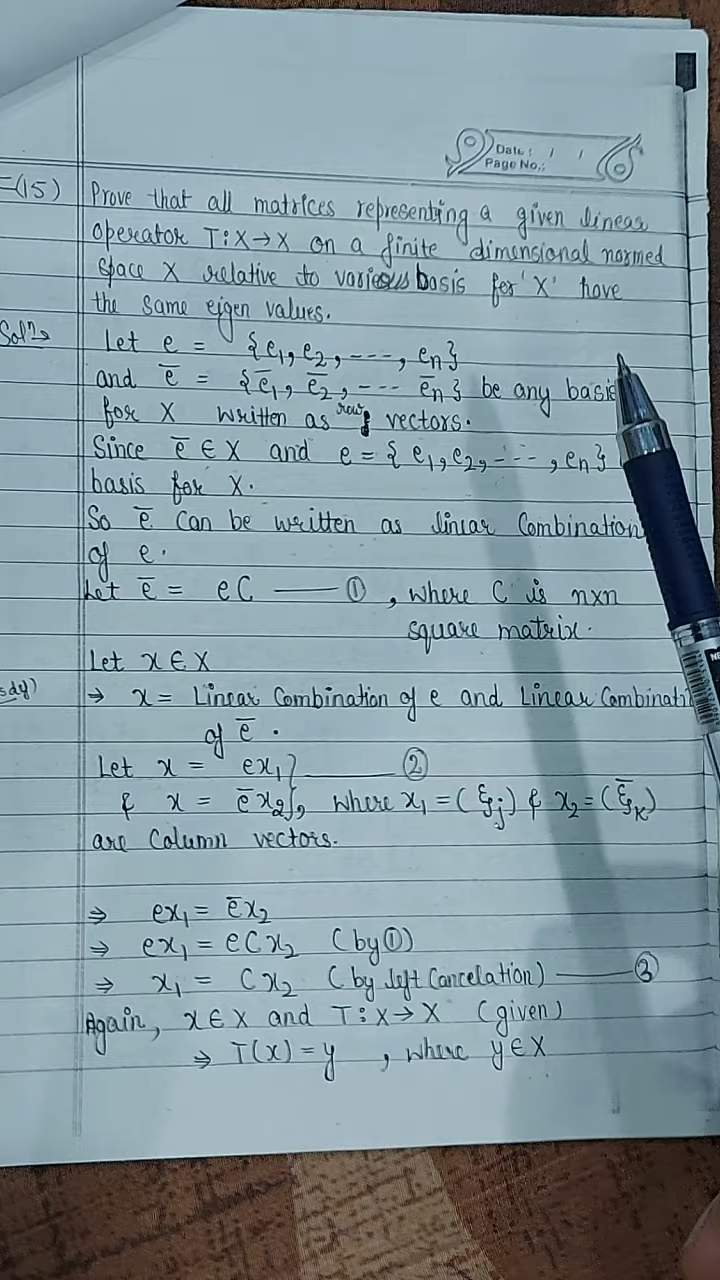 Date : / /
Page No.:
(15) Prove that all matrices representing a given linear
operator T:X→X on a finite dimensional normed
space X relative to various basis for 'X' have
the same eigen values.
Solⁿ→ Let e = {e₁, e₂, ---, eₙ}
and e̅ = {e̅₁, e̅₂, --- e̅ₙ} be any basis
for X written as row vectors.
Since e̅ ∈ X and e = {e₁, e₂, ---, eₙ}
basis for X.
So e̅ can be written as linear Combination
of e.
Let e̅ = eC —— ①, where C is n×n
square matrix.
Let x ∈ X
→ x = Linear Combination of e and Linear Combinati
of e̅.
Let x = ex₁} —— ②
& x = e̅x₂}, where x₁ = (ξⱼ) & x₂ = (ξ̅ₖ)
are Column vectors.
⇒ ex₁ = e̅x₂
⇒ ex₁ = eCx₂ (by ①)
⇒ x₁ = Cx₂ (by left Cancelation) —— ③
Again, x∈X and T:X→X (given)
⇒ T(x) = y , where y∈X